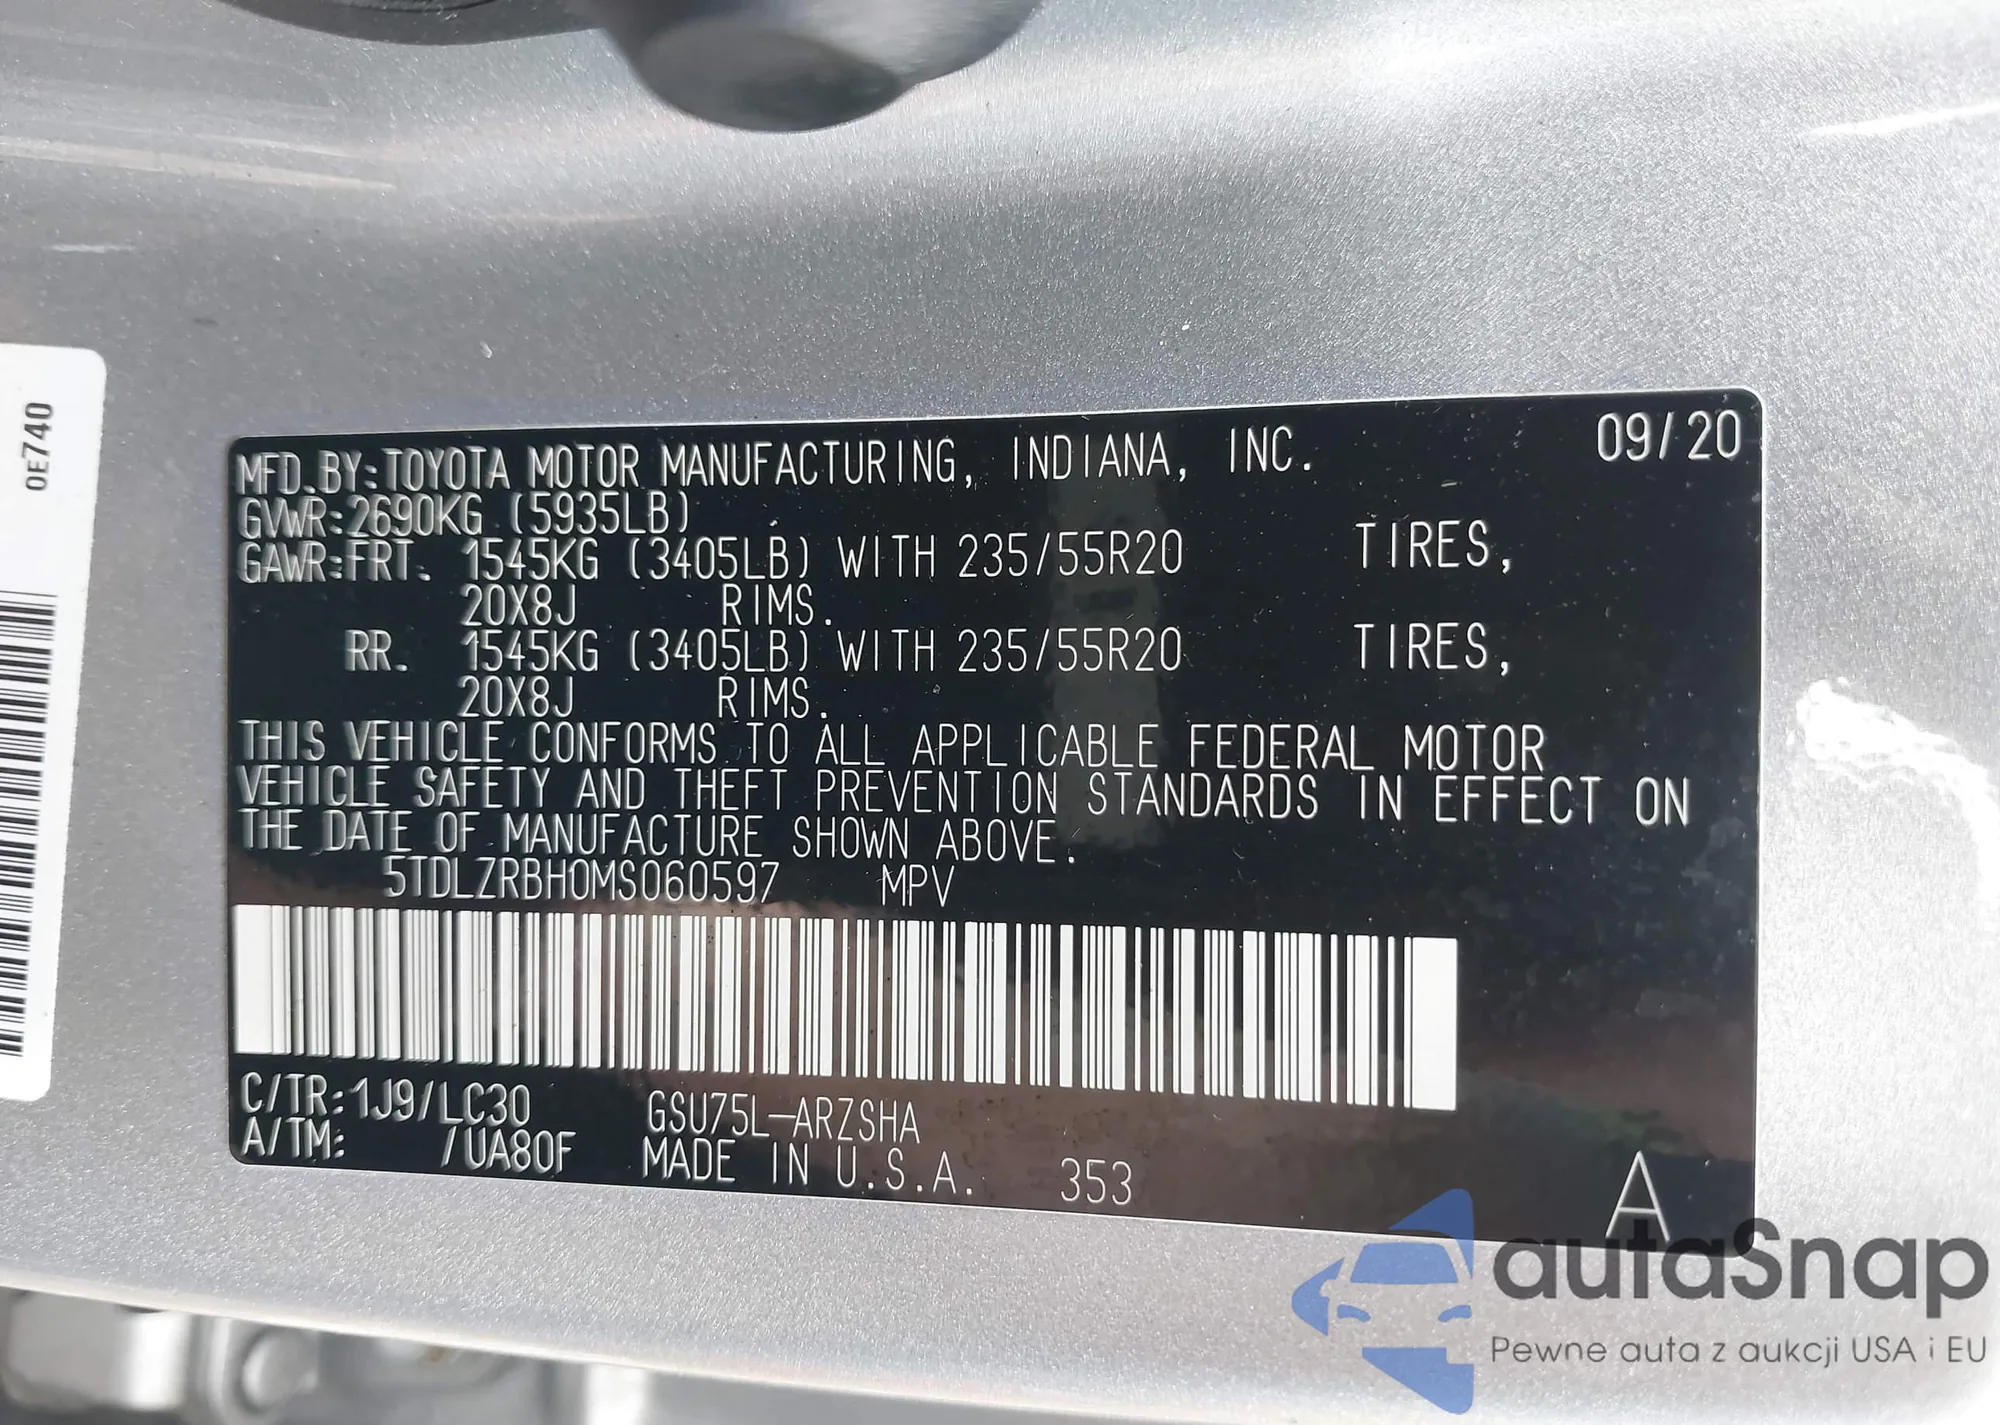 0E740
MFD.BY:TOYOTA MOTOR MANUFACTURING, INDIANA, INC. 09/20
GVWR:2690KG (5935LB)
GAWR:FRT. 1545KG (3405LB) WITH 235/55R20 TIRES,
20X8J RIMS.
RR. 1545KG (3405LB) WITH 235/55R20 TIRES,
20X8J RIMS.
THIS VEHICLE CONFORMS TO ALL APPLICABLE FEDERAL MOTOR
VEHICLE SAFETY AND THEFT PREVENTION STANDARDS IN EFFECT ON
THE DATE OF MANUFACTURE SHOWN ABOVE.
5TDLZRBH0MS060597 MPV
C/TR:1J9/LC30 GSU75L-ARZSHA
A/TM: /UA80F MADE IN U.S.A. 353 A
autaSnap
Pewne auta z aukcji USA i EU